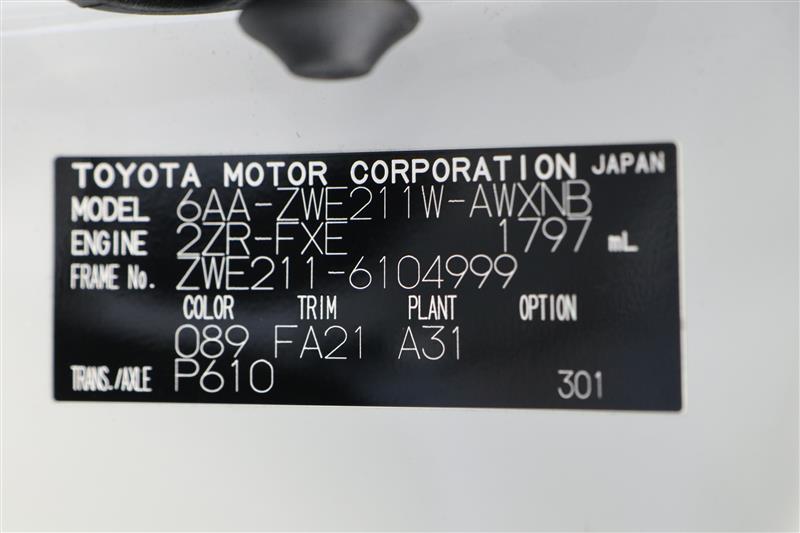 TOYOTA MOTOR CORPORATION JAPAN
MODEL 6AA-ZWE211W-AWXNB
ENGINE 2ZR-FXE 1797 mL
FRAME No. ZWE211-6104999
COLOR TRIM PLANT OPTION
089 FA21 A31
TRANS./AXLE P610 301